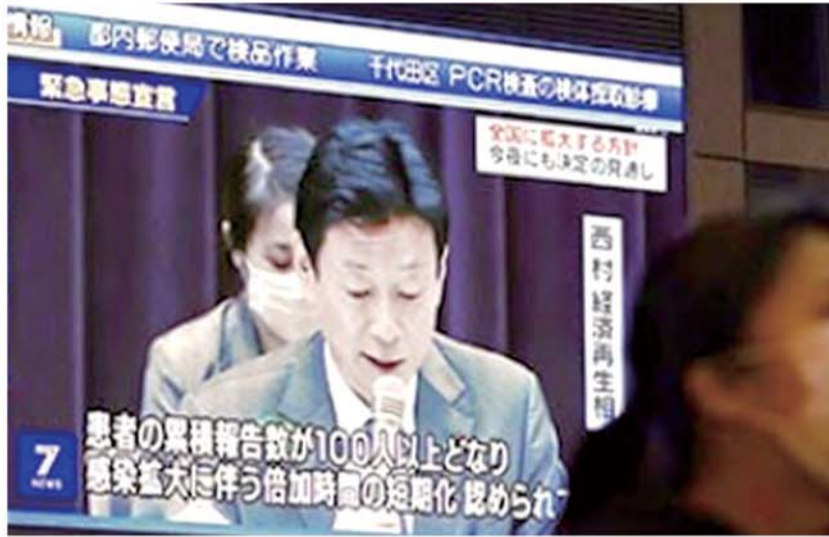 情報 都内郵便局で検品作業 千代田区 PCR検査の検体採取診療
緊急事態宣言
全国に拡大する方針
今夜にも決定の見通し
西村経済再生相
患者の累積報告数が100人以上となり
感染拡大に伴う倍加時間の短期化 認められ
7
NEWS